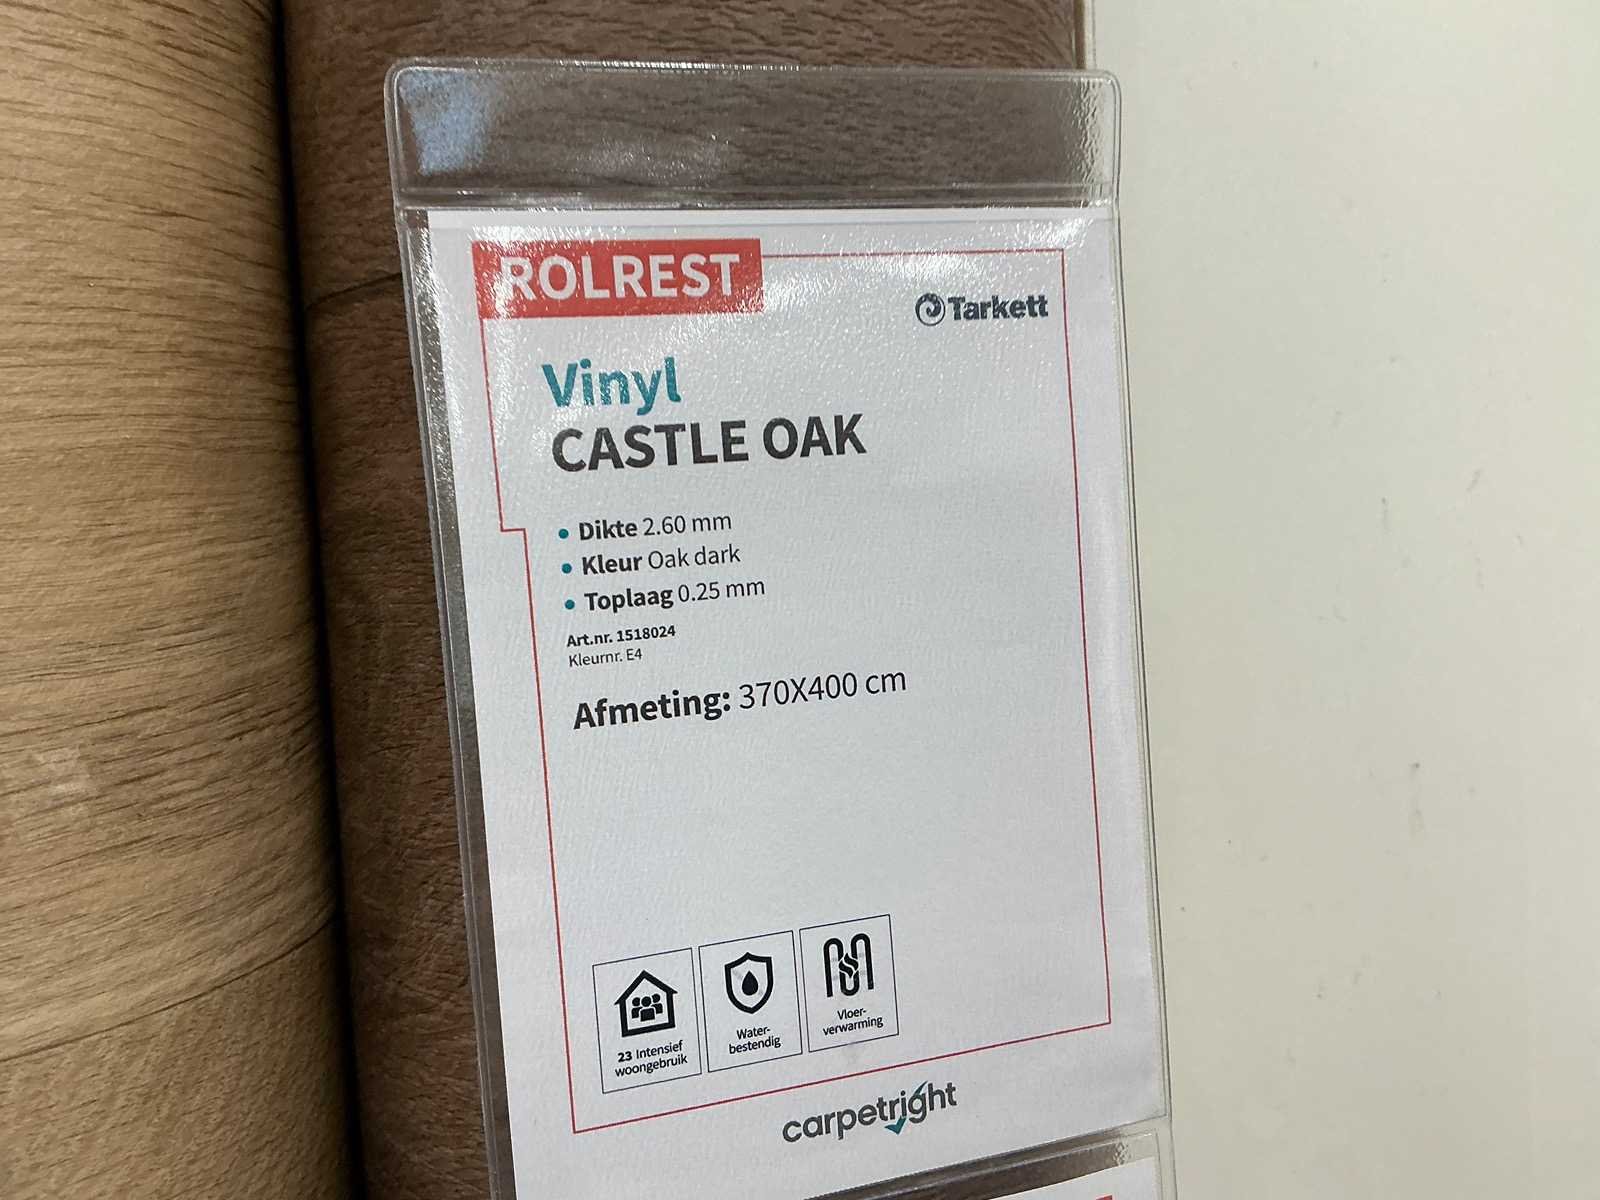 ROLREST
Tarkett
Vinyl
CASTLE OAK
• Dikte 2.60 mm
• Kleur Oak dark
• Toplaag 0.25 mm
Art.nr. 1518024
Kleurnr. E4
Afmeting: 370X400 cm
23 Intensief
woongebruik
Water-
bestendig
Vloer-
verwarming
carpetright